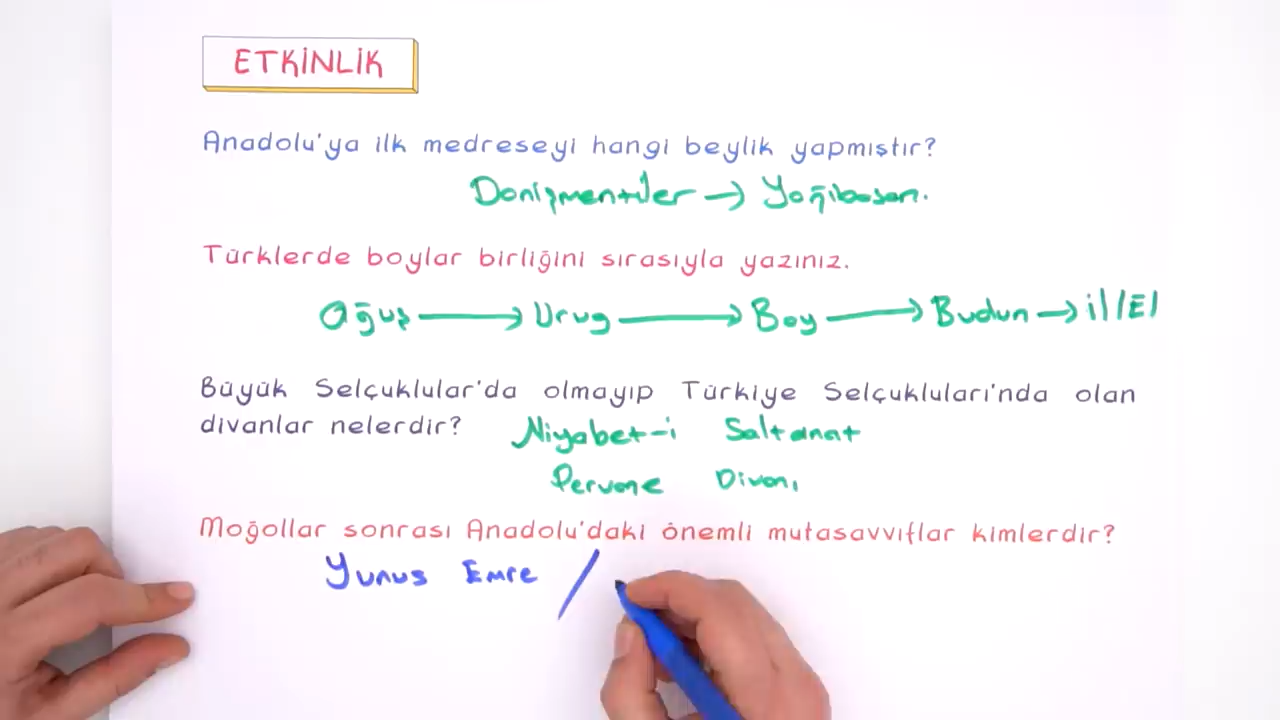 ETKİNLİK
Anadolu'ya ilk medreseyi hangi beylik yapmıştır?
Danişmentliler → Yağıbasan.
Türklerde boylar birliğini sırasıyla yazınız.
Oğuş → Urug → Boy → Budun → il/El
Büyük Selçuklular'da olmayıp Türkiye Selçukluları'nda olan
divanlar nelerdir? Niyabet-i Saltanat
Pervane Divanı
Moğollar sonrası Anadolu'daki önemli mutasavvıflar kimlerdir?
Yunus Emre /